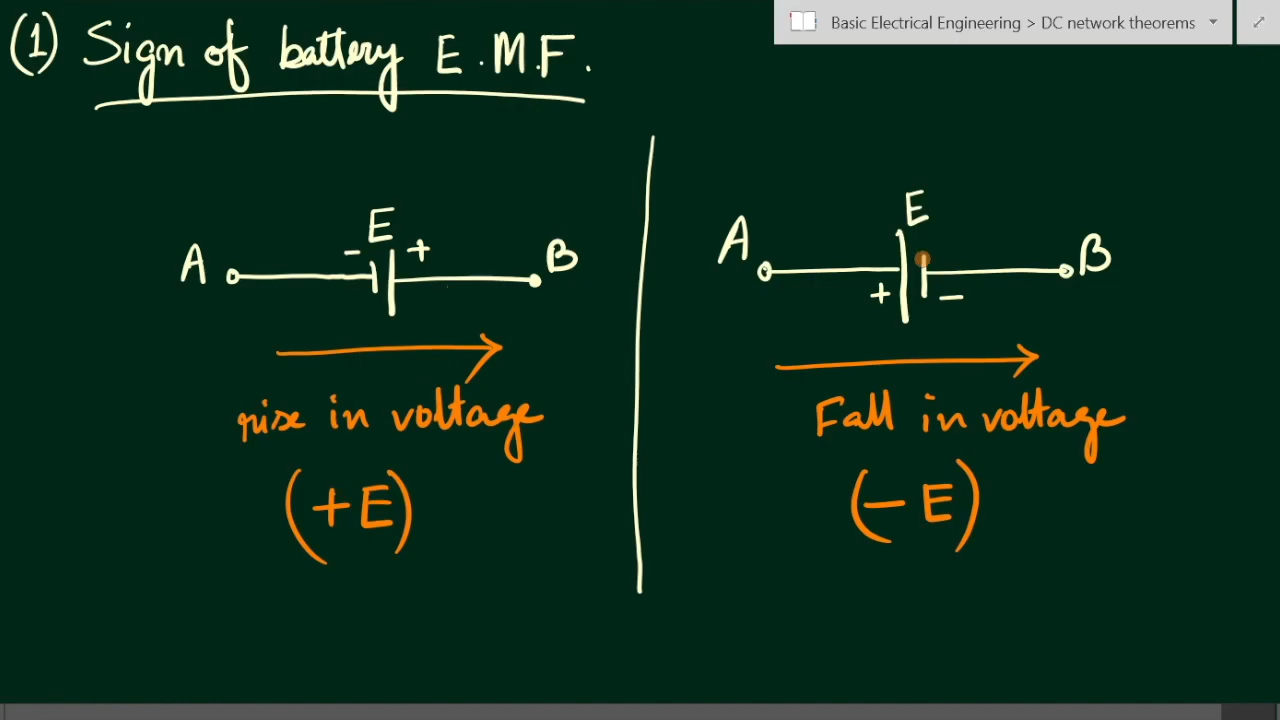 (1) Sign of battery E.M.F.
Basic Electrical Engineering > DC network theorems
A - E + B
rise in voltage
(+E)
A E B
+ -
Fall in voltage
(-E)